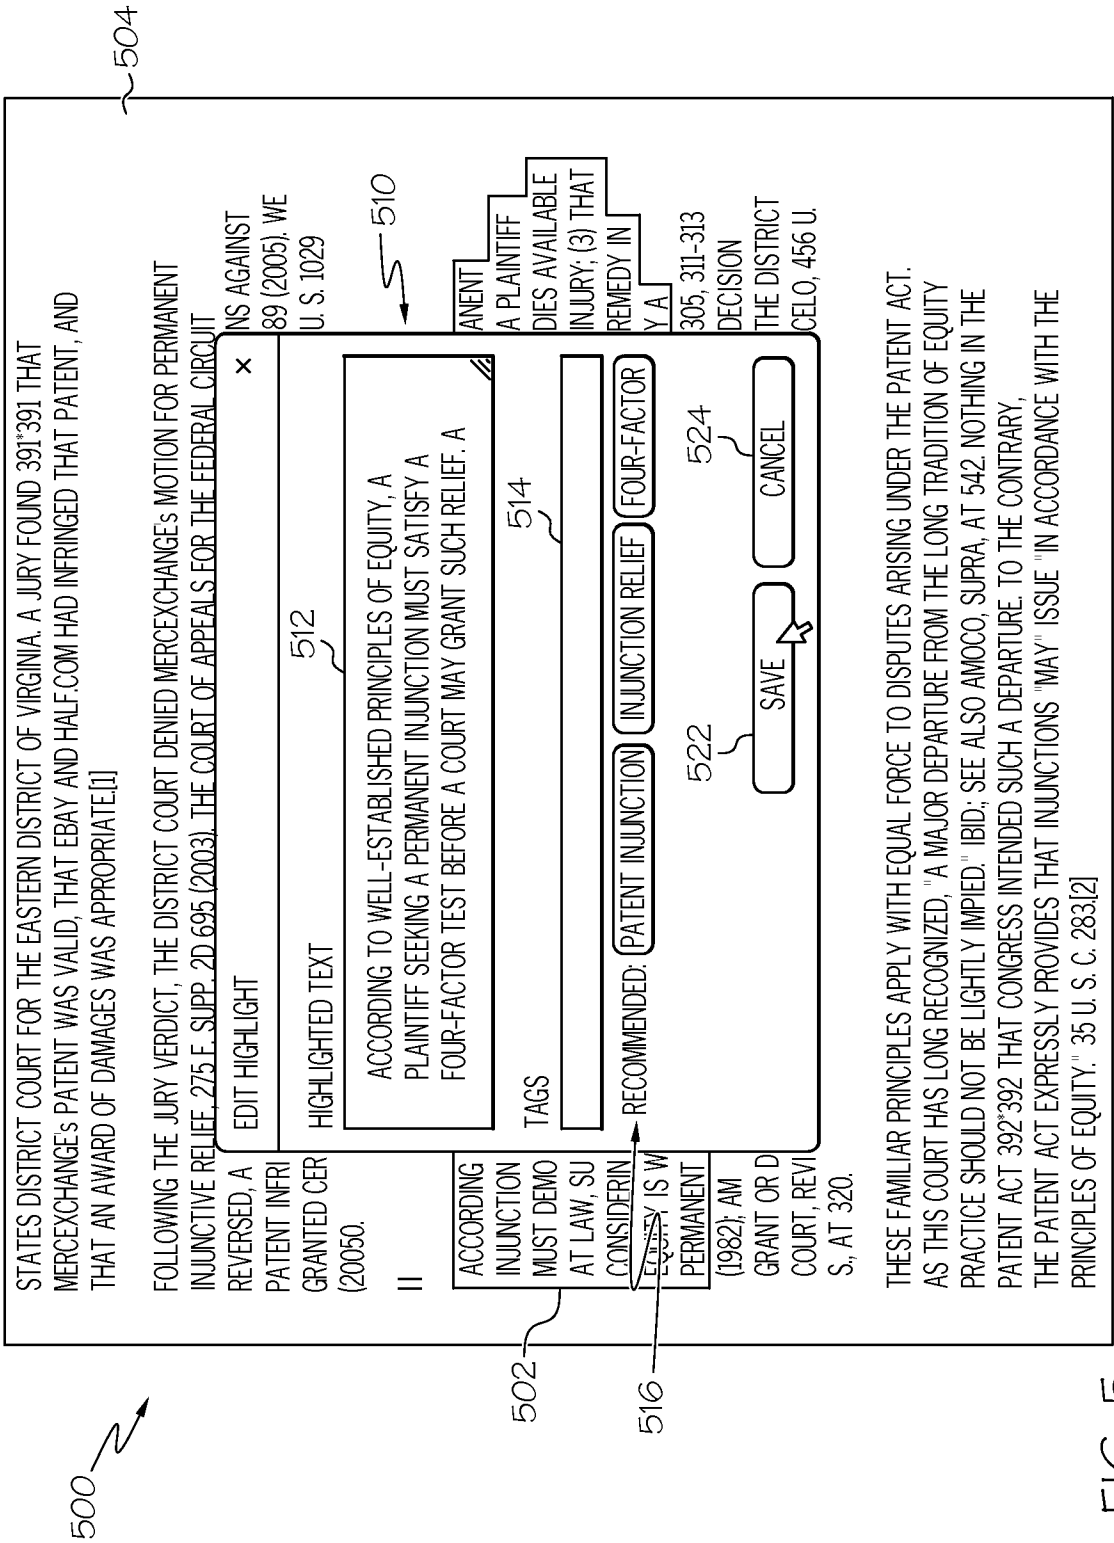 500
504
STATES DISTRICT COURT FOR THE EASTERN DISTRICT OF VIRGINIA. A JURY FOUND 391*391 THAT
MERCEXCHANGE's PATENT WAS VALID, THAT EBAY AND HALF.COM HAD INFRINGED THAT PATENT, AND
THAT AN AWARD OF DAMAGES WAS APPROPRIATE.[1]
FOLLOWING THE JURY VERDICT, THE DISTRICT COURT DENIED MERCEXCHANGE's MOTION FOR PERMANENT
INJUNCTIVE RELIEF, 275 F. SUPP. 2D 695 (2003). THE COURT OF APPEALS FOR THE FEDERAL CIRCUIT
REVERSED, A
NS AGAINST
PATENT INFRI
89 (2005). WE
GRANTED CER
U. S. 1029
(20050.
510
EDIT HIGHLIGHT
×
HIGHLIGHTED TEXT
512
ACCORDING TO WELL-ESTABLISHED PRINCIPLES OF EQUITY, A
PLAINTIFF SEEKING A PERMANENT INJUNCTION MUST SATISFY A
FOUR-FACTOR TEST BEFORE A COURT MAY GRANT SUCH RELIEF. A
TAGS
514
RECOMMENDED: PATENT INJUNCTION INJUNCTION RELIEF FOUR-FACTOR
522
524
SAVE
CANCEL
II
502
516
ACCORDING
ANENT
INJUNCTION
A PLAINTIFF
MUST DEMO
DIES AVAILABLE
AT LAW, SU
INJURY; (3) THAT
CONSIDERIN
REMEDY IN
EQUITY IS W
Y A
PERMANENT
305, 311-313
(1982); AM
DECISION
GRANT OR D
THE DISTRICT
COURT, REVI
CELO, 456 U.
S., AT 320.
THESE FAMILIAR PRINCIPLES APPLY WITH EQUAL FORCE TO DISPUTES ARISING UNDER THE PATENT ACT.
AS THIS COURT HAS LONG RECOGNIZED, "A MAJOR DEPARTURE FROM THE LONG TRADITION OF EQUITY
PRACTICE SHOULD NOT BE LIGHTLY IMPIED." IBID.; SEE ALSO AMOCO, SUPRA, AT 542. NOTHING IN THE
PATENT ACT 392*392 THAT CONGRESS INTENDED SUCH A DEPARTURE. TO THE CONTRARY,
THE PATENT ACT EXPRESSLY PROVIDES THAT INJUNCTIONS "MAY" ISSUE "IN ACCORDANCE WITH THE
PRINCIPLES OF EQUITY." 35 U. S. C. 283.[2]